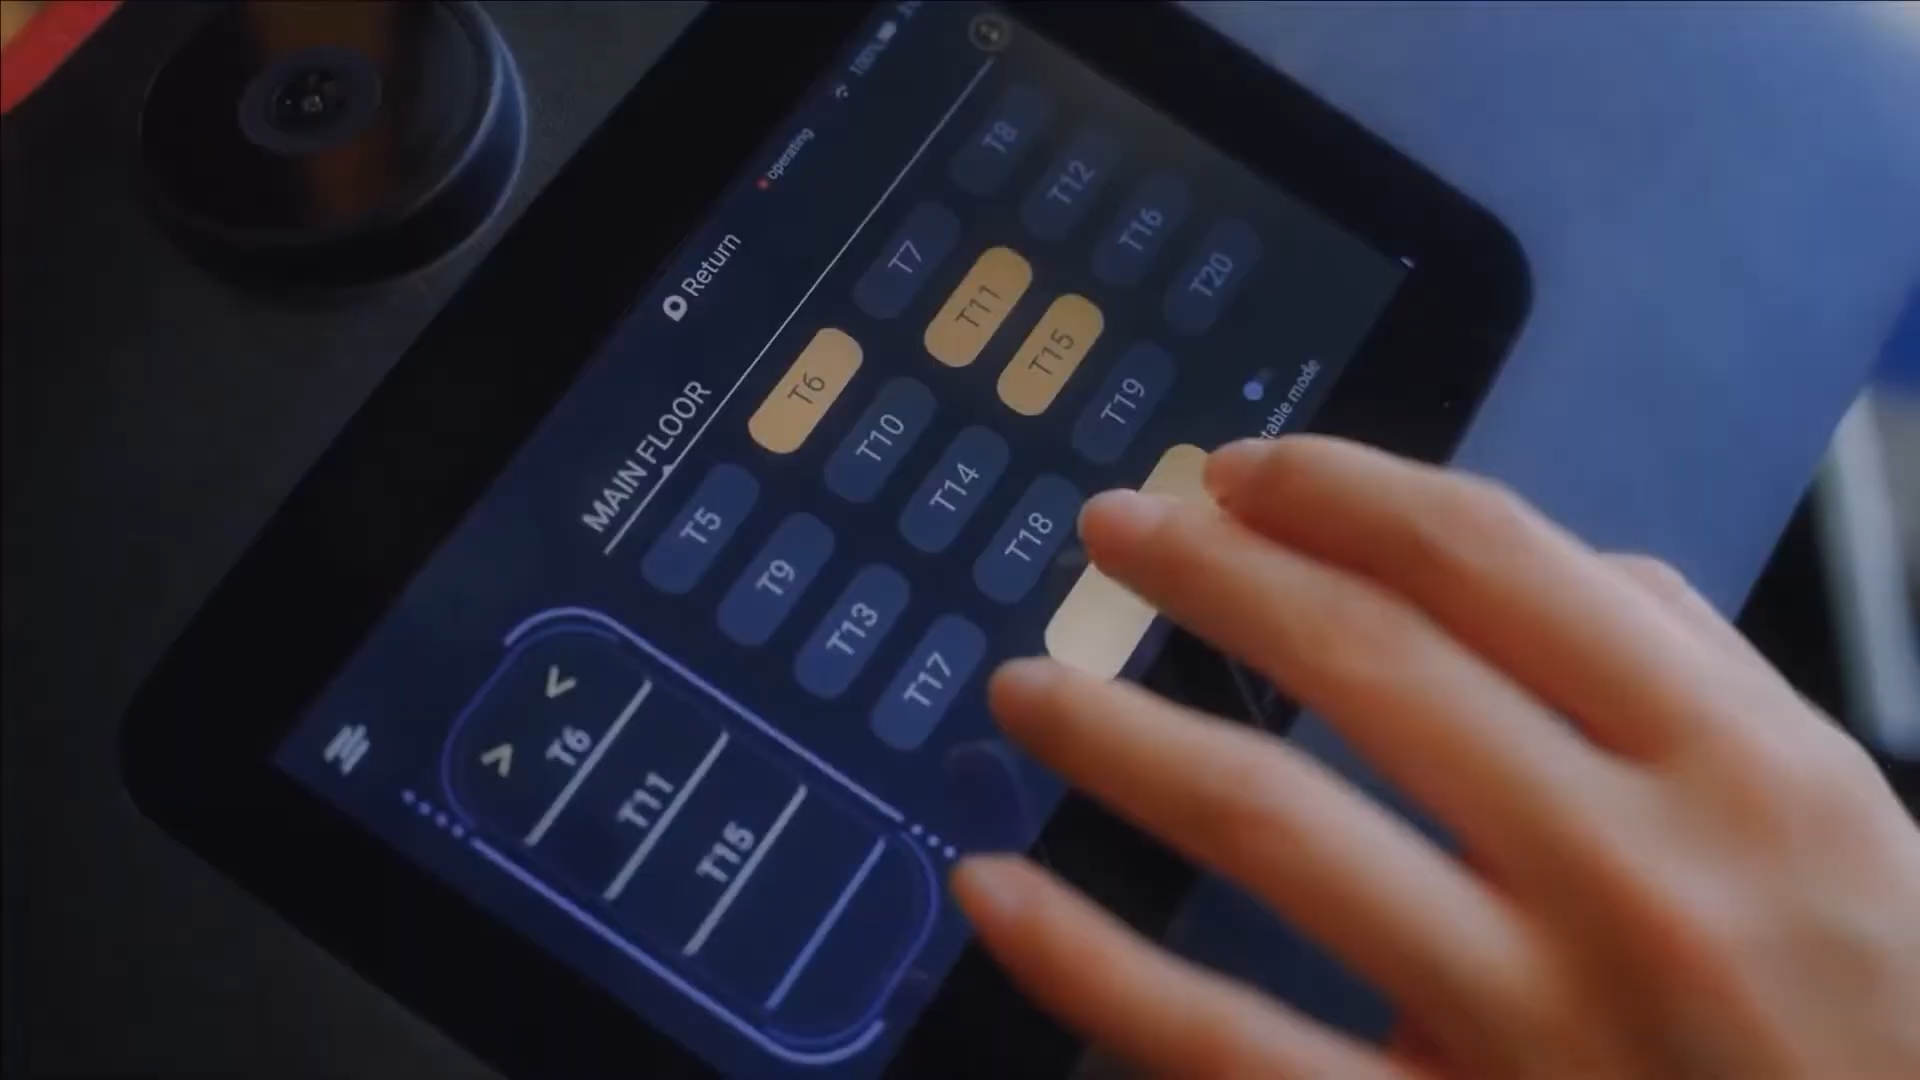 100%
operating
Return
MAIN FLOOR
T5 T6 T7 T8
T9 T10 T11 T12
T13 T14 T15 T16
T17 T18 T19 T20
table mode
< T6 >
T11
T15